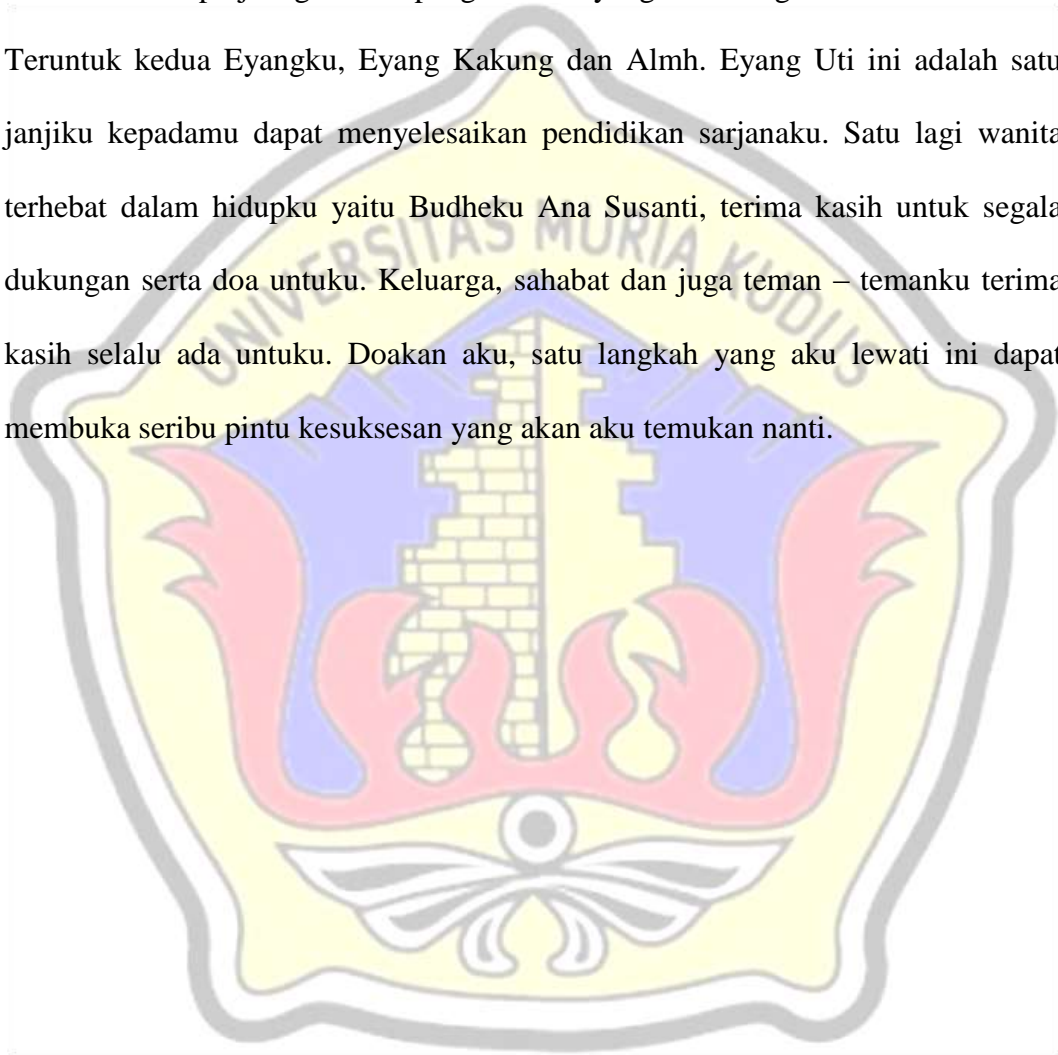 Teruntuk kedua Eyangku, Eyang Kakung dan Almh. Eyang Uti ini adalah satu
janjiku kepadamu dapat menyelesaikan pendidikan sarjanaku. Satu lagi wanita
terhebat dalam hidupku yaitu Budheku Ana Susanti, terima kasih untuk segala
dukungan serta doa untuku. Keluarga, sahabat dan juga teman – temanku terima
kasih selalu ada untuku. Doakan aku, satu langkah yang aku lewati ini dapat
membuka seribu pintu kesuksesan yang akan aku temukan nanti.
UNIVERSITAS MURIA KUDUS